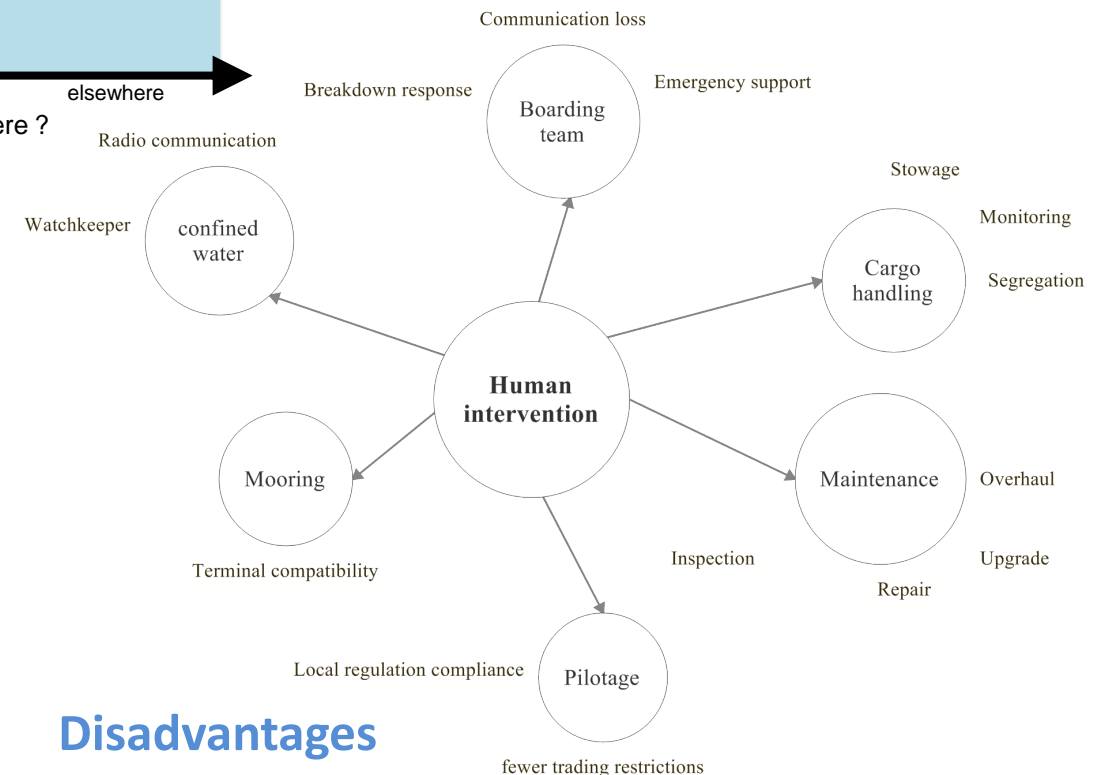 elsewhere
ere ?
Communication loss
Breakdown response
Emergency support
Boarding
team
Radio communication
Watchkeeper
confined
water
Stowage
Monitoring
Cargo
handling
Segregation
Human
intervention
Mooring
Terminal compatibility
Maintenance
Overhaul
Inspection
Upgrade
Repair
Local regulation compliance
Pilotage
Disadvantages
fewer trading restrictions